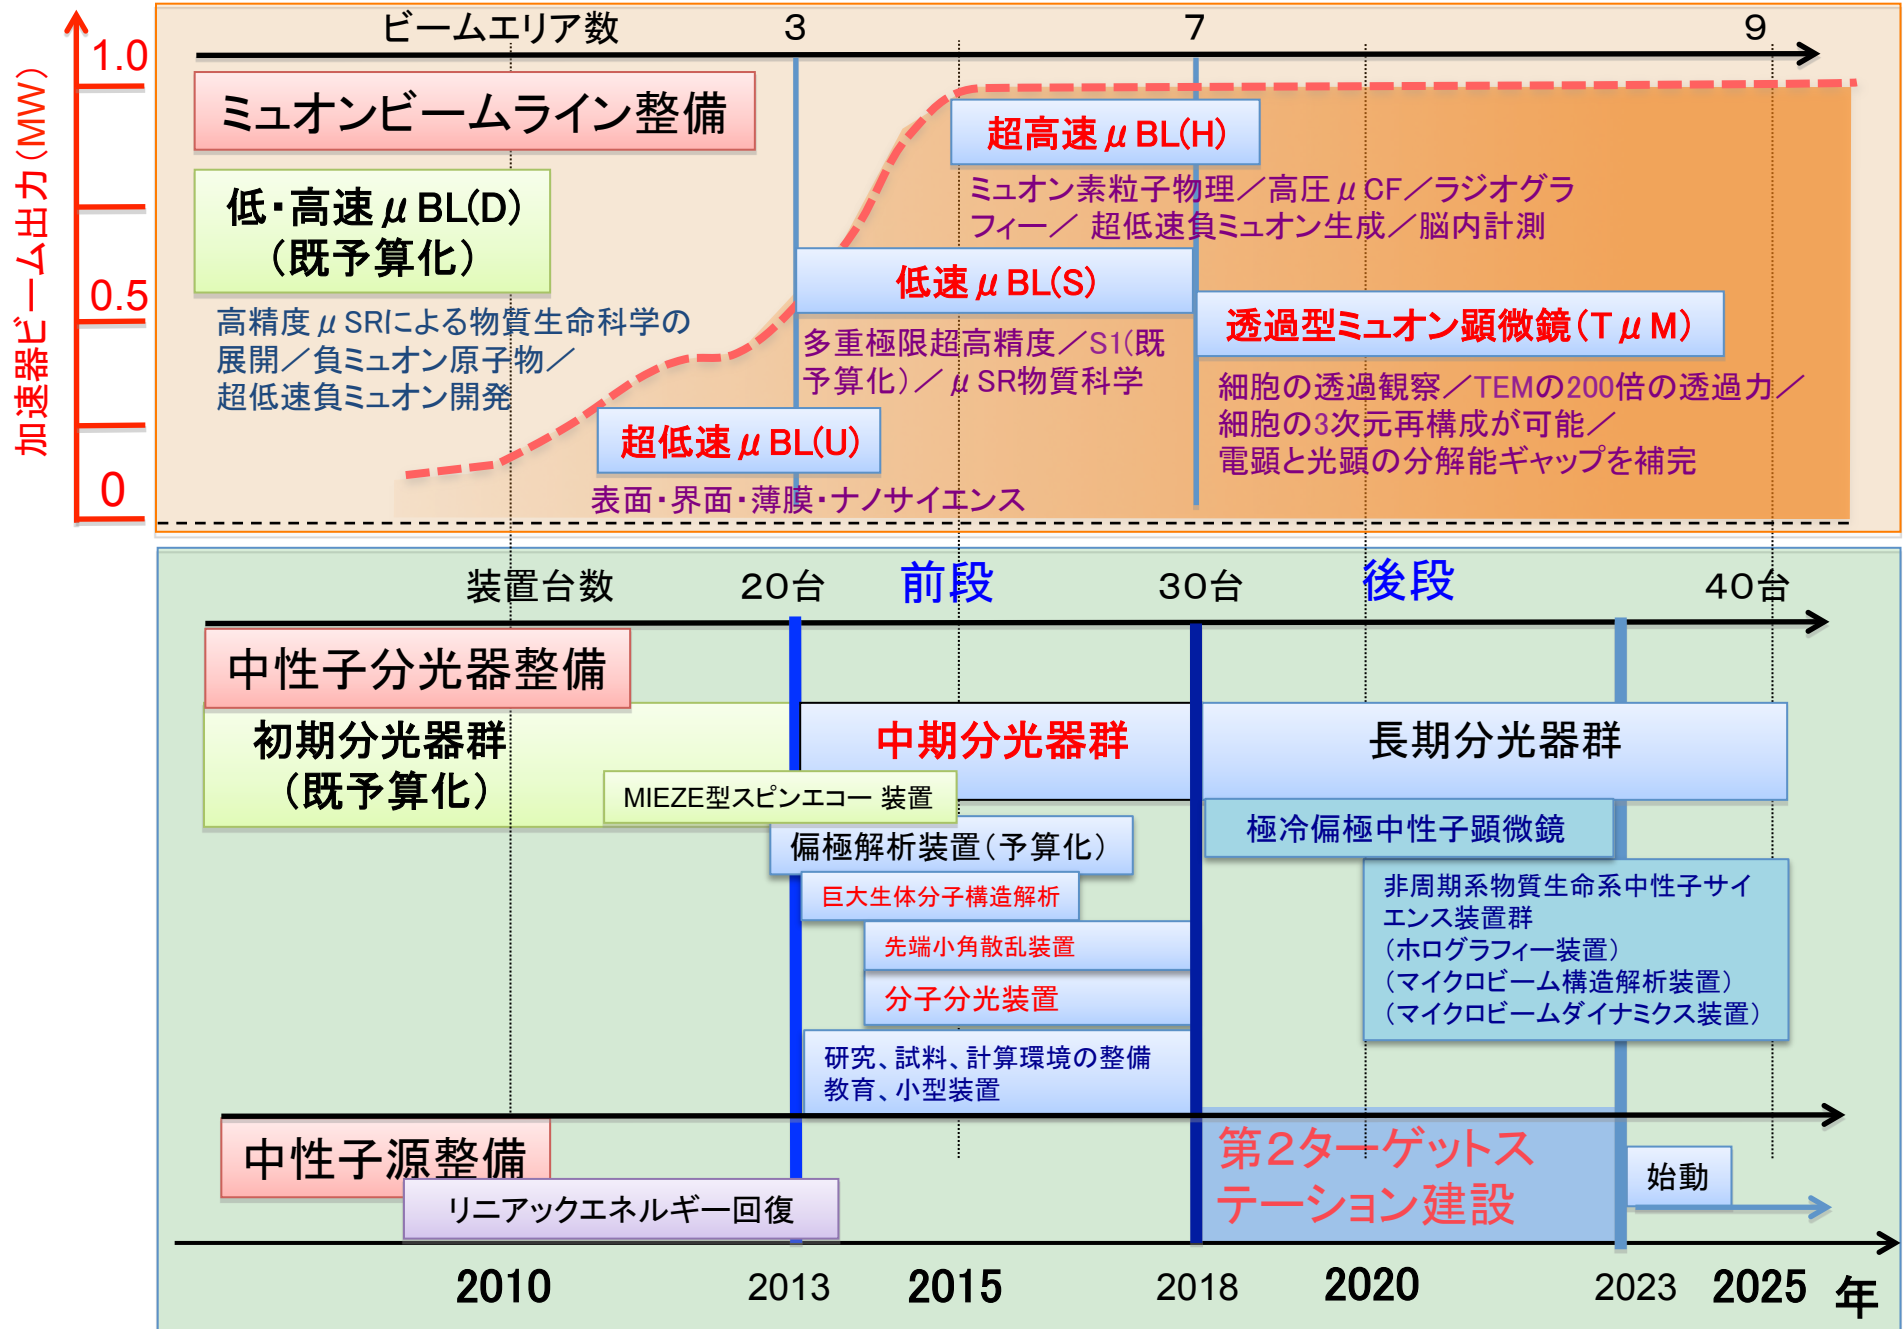 加速器ビーム出力(MW)
1.0
0.5
0
ビームエリア数
3
7
9
ミュオンビームライン整備
低・高速μBL(D)
(既予算化)
高精度μSRによる物質生命科学の
展開／負ミュオン原子物／
超低速負ミュオン開発
超高速μBL(H)
ミュオン素粒子物理／高圧μCF／ラジオグラ
フィー／ 超低速負ミュオン生成／脳内計測
低速μBL(S)
多重極限超高精度／S1(既
予算化)／μSR物質科学
透過型ミュオン顕微鏡(TμM)
細胞の透過観察／TEMの200倍の透過力／
細胞の3次元再構成が可能／
電顕と光顕の分解能ギャップを補完
超低速μBL(U)
表面・界面・薄膜・ナノサイエンス
装置台数
20台
前段
30台
後段
40台
中性子分光器整備
初期分光器群
(既予算化)
中期分光器群
長期分光器群
MIEZE型スピンエコー 装置
偏極解析装置(予算化)
巨大生体分子構造解析
先端小角散乱装置
分子分光装置
研究、試料、計算環境の整備
教育、小型装置
極冷偏極中性子顕微鏡
非周期系物質生命系中性子サイ
エンス装置群
(ホログラフィー装置)
(マイクロビーム構造解析装置)
(マイクロビームダイナミクス装置)
中性子源整備
リニアックエネルギー回復
第2ターゲットス
テーション建設
始動
2010
2013
2015
2018
2020
2023
2025
年